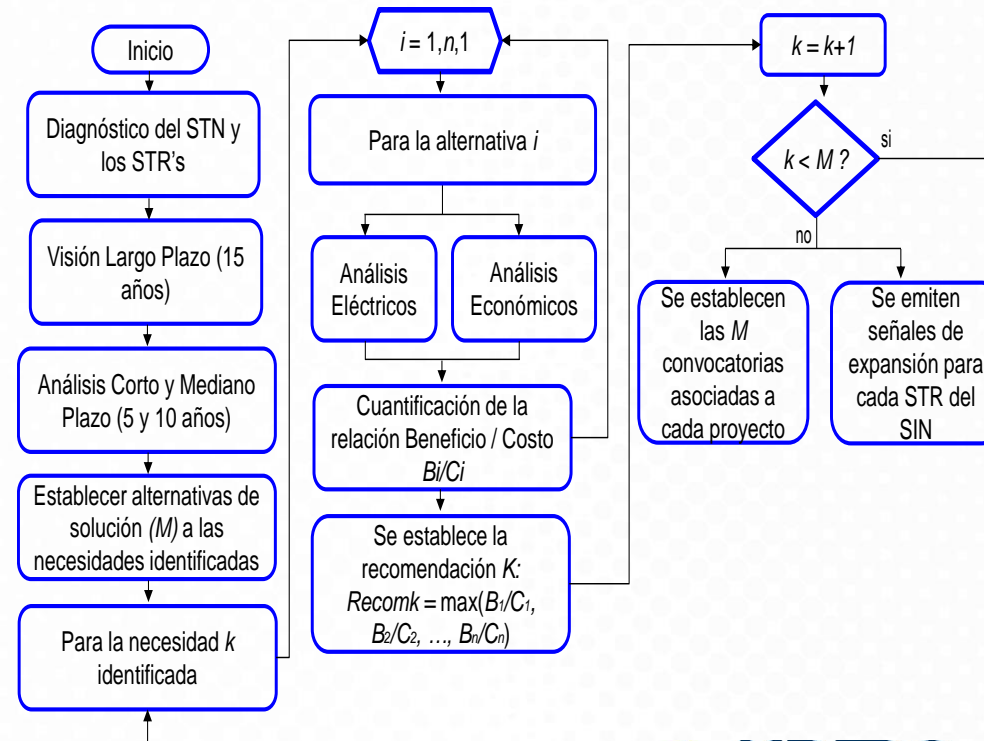 Inicio
Diagnóstico del STN y
los STR's
Visión Largo Plazo (15
años)
Análisis Corto y Mediano
Plazo (5 y 10 años)
Establecer alternativas de
solución (M) a las
necesidades identificadas
Para la necesidad k
identificada
i = 1,n,1
Para la alternativa i
Análisis
Eléctricos
Análisis
Económicos
Cuantificación de la
relación Beneficio / Costo
Bi/Ci
Se establece la
recomendación K:
Recomk = max(B1/C1,
B2/C2, …, Bn/Cn)
k = k+1
k < M ?
si
no
Se establecen
las M
convocatorias
asociadas a
cada proyecto
Se emiten
señales de
expansión para
cada STR del
SIN